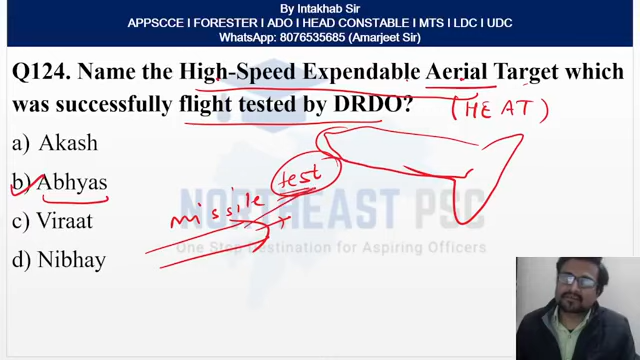 By Intakhab Sir
APPSCCE I FORESTER I ADO I HEAD CONSTABLE I MTS I LDC I UDC
WhatsApp: 8076535685 (Amarjeet Sir)
Q124. Name the High-Speed Expendable Aerial Target which
was successfully flight tested by DRDO?
(HEAT)
a) Akash
b) Abhyas
c) Viraat
d) Nibhay
missile test
NORTHEAST PSC
One Stop Destination for Aspiring Officers